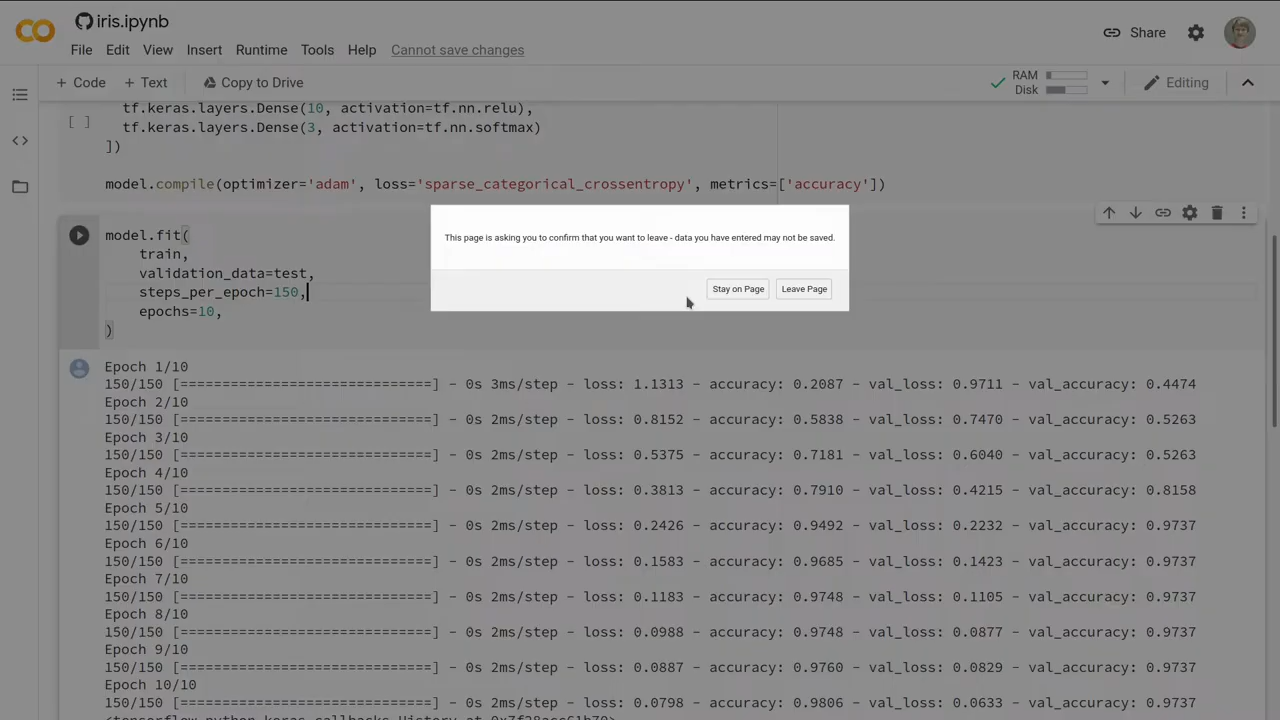 iris.ipynb
File Edit View Insert Runtime Tools Help Cannot save changes
Share
+ Code + Text Copy to Drive
RAM
Disk
Editing
tf.keras.layers.Dense(10, activation=tf.nn.relu),
[ ]
tf.keras.layers.Dense(3, activation=tf.nn.softmax)
])
model.compile(optimizer='adam', loss='sparse_categorical_crossentropy', metrics=['accuracy'])
This page is asking you to confirm that you want to leave - data you have entered may not be saved.
Stay on Page Leave Page
model.fit(
train,
validation_data=test,
steps_per_epoch=150,
epochs=10,
)
Epoch 1/10
150/150 [==============================] - 0s 3ms/step - loss: 1.1313 - accuracy: 0.2087 - val_loss: 0.9711 - val_accuracy: 0.4474
Epoch 2/10
150/150 [==============================] - 0s 2ms/step - loss: 0.8152 - accuracy: 0.5838 - val_loss: 0.7470 - val_accuracy: 0.5263
Epoch 3/10
150/150 [==============================] - 0s 2ms/step - loss: 0.5375 - accuracy: 0.7181 - val_loss: 0.6040 - val_accuracy: 0.5263
Epoch 4/10
150/150 [==============================] - 0s 2ms/step - loss: 0.3813 - accuracy: 0.7910 - val_loss: 0.4215 - val_accuracy: 0.8158
Epoch 5/10
150/150 [==============================] - 0s 2ms/step - loss: 0.2426 - accuracy: 0.9492 - val_loss: 0.2232 - val_accuracy: 0.9737
Epoch 6/10
150/150 [==============================] - 0s 2ms/step - loss: 0.1583 - accuracy: 0.9685 - val_loss: 0.1423 - val_accuracy: 0.9737
Epoch 7/10
150/150 [==============================] - 0s 2ms/step - loss: 0.1183 - accuracy: 0.9748 - val_loss: 0.1105 - val_accuracy: 0.9737
Epoch 8/10
150/150 [==============================] - 0s 2ms/step - loss: 0.0988 - accuracy: 0.9748 - val_loss: 0.0877 - val_accuracy: 0.9737
Epoch 9/10
150/150 [==============================] - 0s 2ms/step - loss: 0.0887 - accuracy: 0.9760 - val_loss: 0.0829 - val_accuracy: 0.9737
Epoch 10/10
150/150 [==============================] - 0s 2ms/step - loss: 0.0798 - accuracy: 0.9806 - val_loss: 0.0633 - val_accuracy: 0.9737